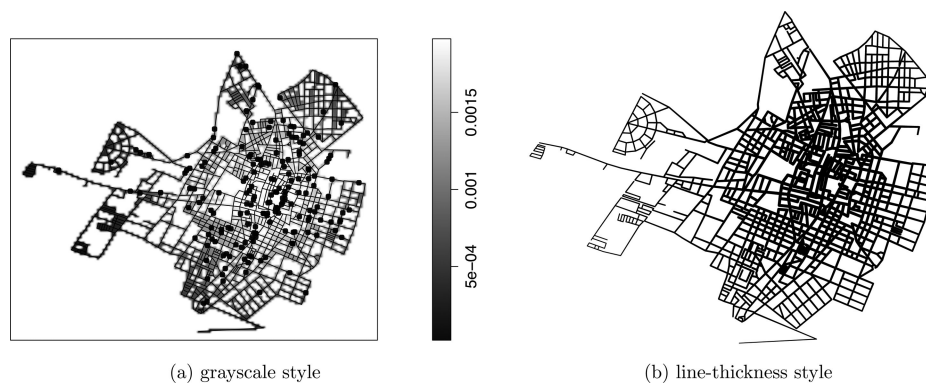 0.0015
0.001
5e−04
(a) grayscale style
(b) line-thickness style